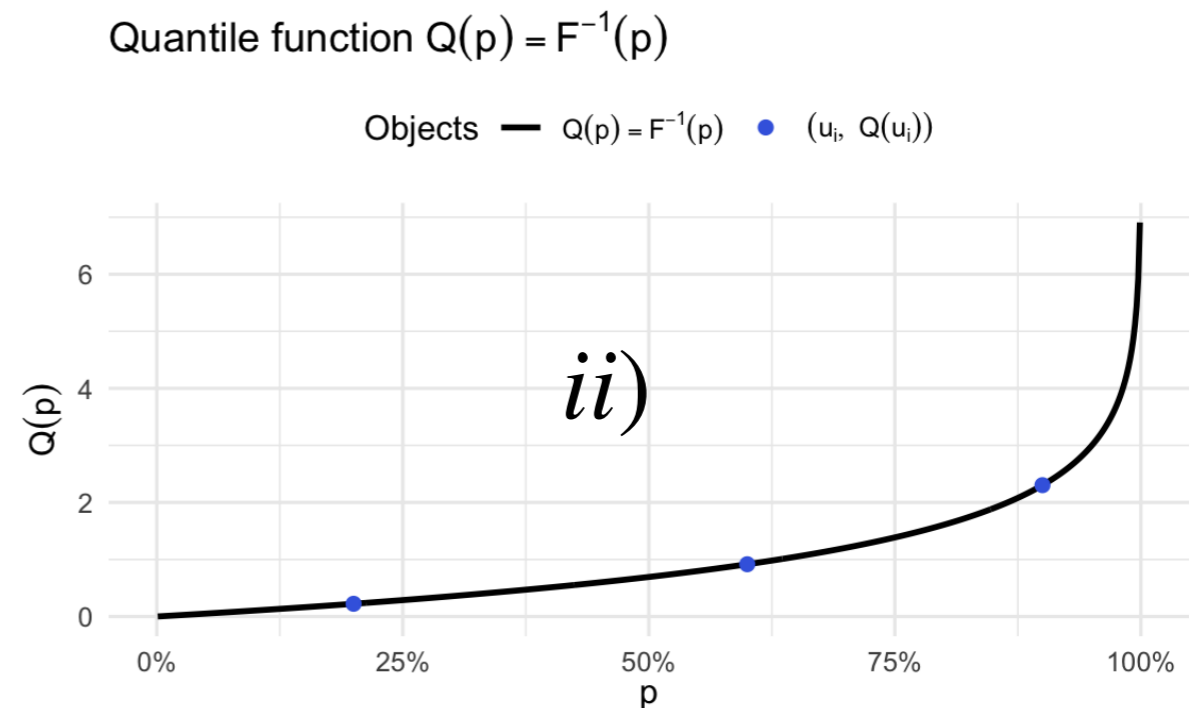 Quantile function Q(p) = F⁻¹(p)
Objects Q(p) = F⁻¹(p) (uᵢ, Q(uᵢ))
6
4
2
0
Q(p)
ii)
0% 25% 50% 75% 100%
p